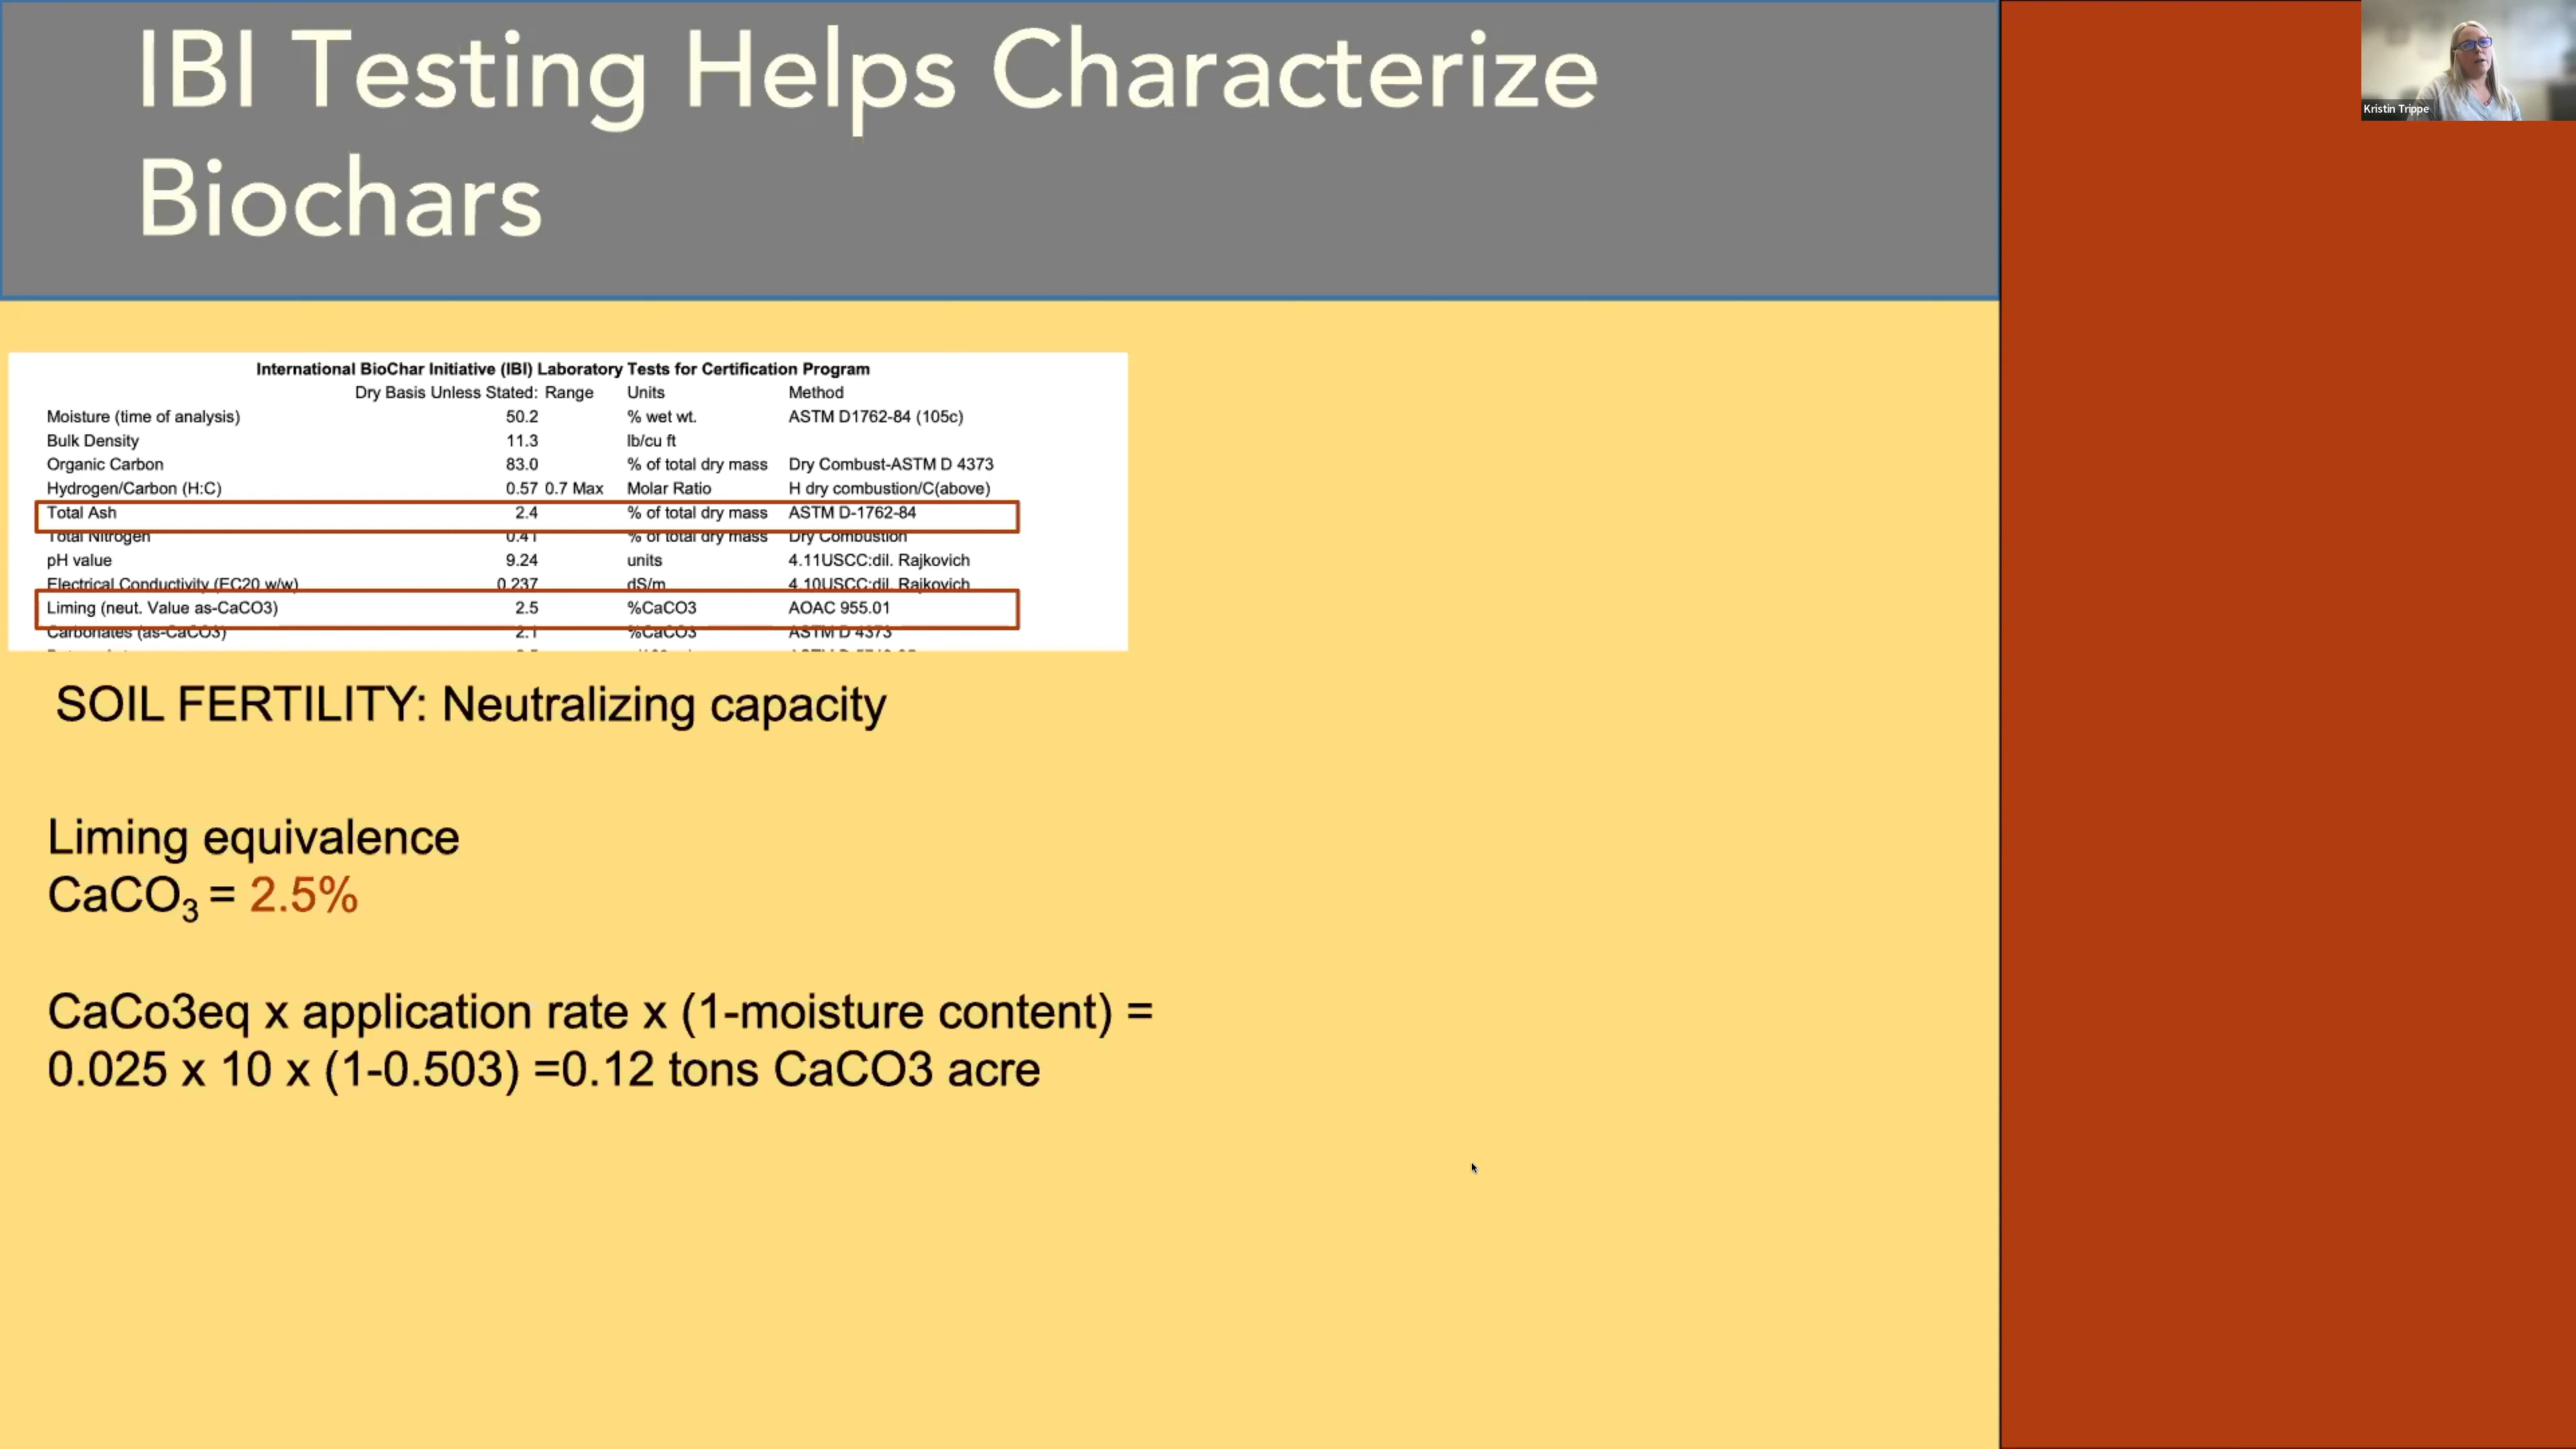 IBI Testing Helps Characterize
Biochars
Kristin Trippe
International BioChar Initiative (IBI) Laboratory Tests for Certification Program
Dry Basis Unless Stated: Range Units Method
Moisture (time of analysis) 50.2 % wet wt. ASTM D1762-84 (105c)
Bulk Density 11.3 lb/cu ft
Organic Carbon 83.0 % of total dry mass Dry Combust-ASTM D 4373
Hydrogen/Carbon (H:C) 0.57 0.7 Max Molar Ratio H dry combustion/C(above)
Total Ash 2.4 % of total dry mass ASTM D-1762-84
Total Nitrogen 0.41 % of total dry mass Dry Combustion
pH value 9.24 units 4.11USCC:dil. Rajkovich
Electrical Conductivity (EC20 w/w) 0.237 dS/m 4.10USCC:dil. Rajkovich
Liming (neut. Value as-CaCO3) 2.5 %CaCO3 AOAC 955.01
Carbonates (as-CaCO3) 2.1 %CaCO3 ASTM D 4373
SOIL FERTILITY: Neutralizing capacity
Liming equivalence
CaCO₃ = 2.5%
CaCo3eq x application rate x (1-moisture content) =
0.025 x 10 x (1-0.503) =0.12 tons CaCO3 acre